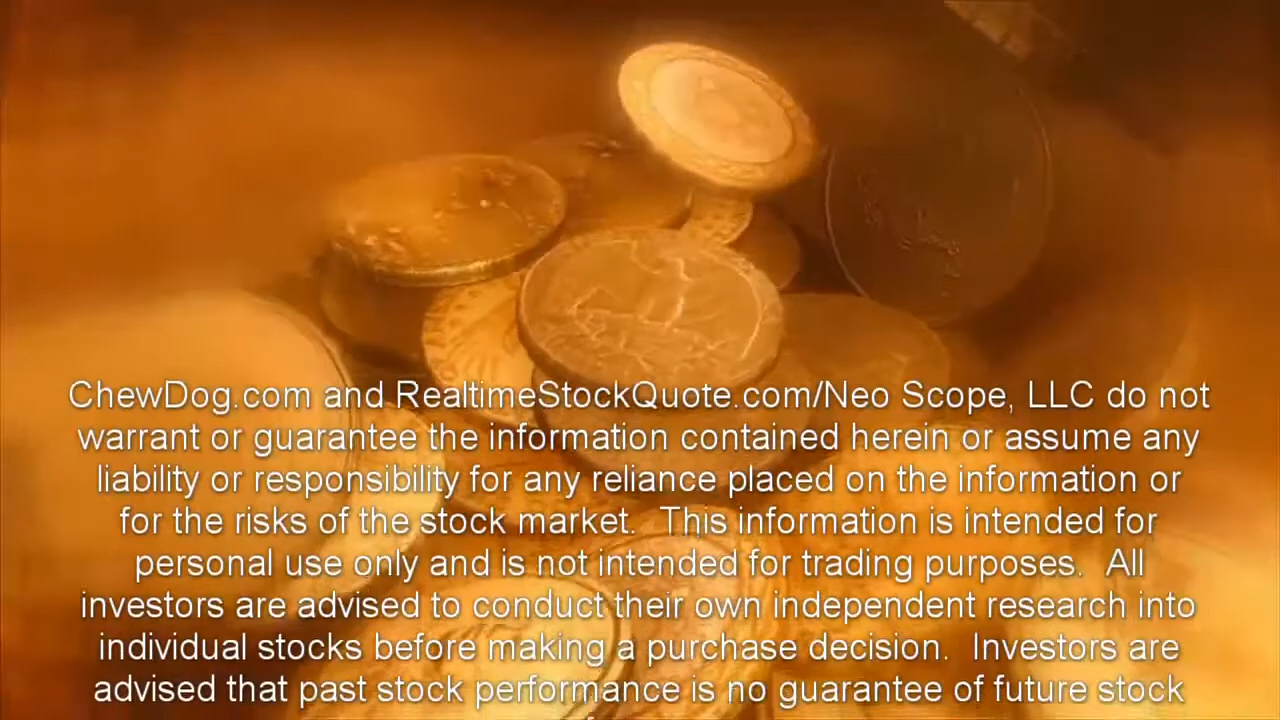 ChewDog.com and RealtimeStockQuote.com/Neo Scope, LLC do not
warrant or guarantee the information contained herein or assume any
liability or responsibility for any reliance placed on the information or
for the risks of the stock market.  This information is intended for
personal use only and is not intended for trading purposes.  All
investors are advised to conduct their own independent research into
individual stocks before making a purchase decision.  Investors are
advised that past stock performance is no guarantee of future stock